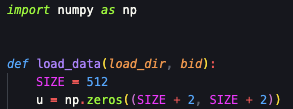 import numpy as np
def load_data(load_dir, bid):
SIZE = 512
u = np.zeros((SIZE + 2, SIZE + 2))